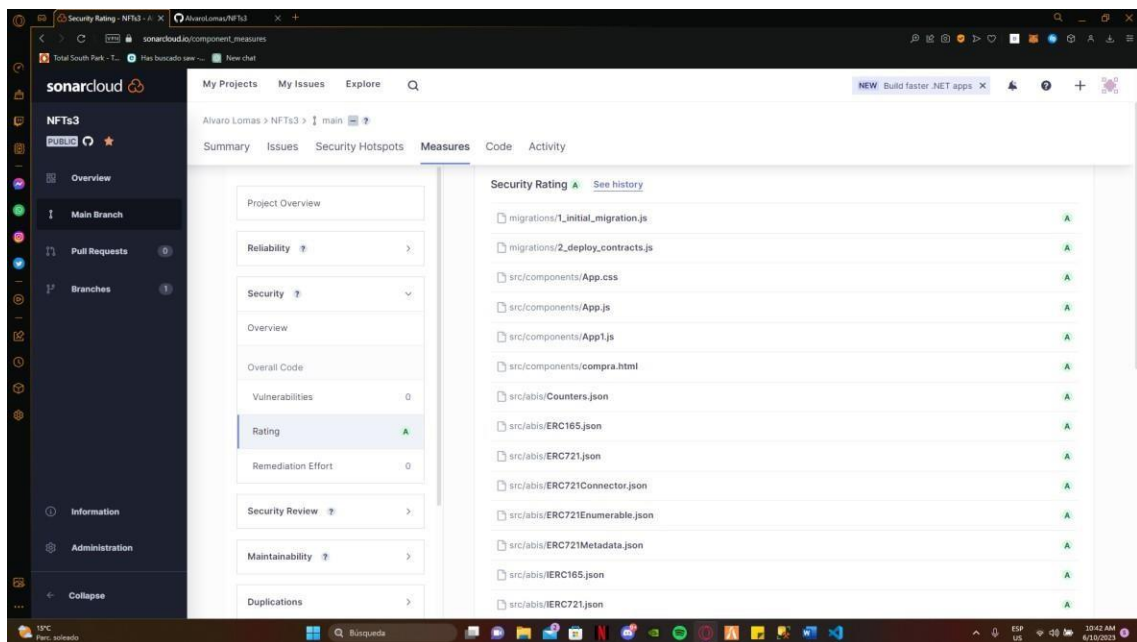 Security Rating - NFTs3 - Al
AlvaroLomas/NFTs3
VPN
sonarcloud.io/component_measures
Total South Park - T...
Has buscado saw -...
New chat
sonarcloud
My Projects
My Issues
Explore
NEW Build faster .NET apps
NFTs3
PUBLIC
Alvaro Lomas > NFTs3 > main ?
Summary
Issues
Security Hotspots
Measures
Code
Activity
Overview
Main Branch
Pull Requests 0
Branches 1
Information
Administration
Collapse
Project Overview
Reliability ?
Security ?
Overview
Overall Code
Vulnerabilities 0
Rating A
Remediation Effort 0
Security Review ?
Maintainability ?
Duplications
Security Rating A See history
migrations/1_initial_migration.js A
migrations/2_deploy_contracts.js A
src/components/App.css A
src/components/App.js A
src/components/App1.js A
src/components/compra.html A
src/abis/Counters.json A
src/abis/ERC165.json A
src/abis/ERC721.json A
src/abis/ERC721Connector.json A
src/abis/ERC721Enumerable.json A
src/abis/ERC721Metadata.json A
src/abis/IERC165.json A
src/abis/IERC721.json A
15°C
Parc. soleado
Búsqueda
ESP
US
10:42 AM
6/10/2023